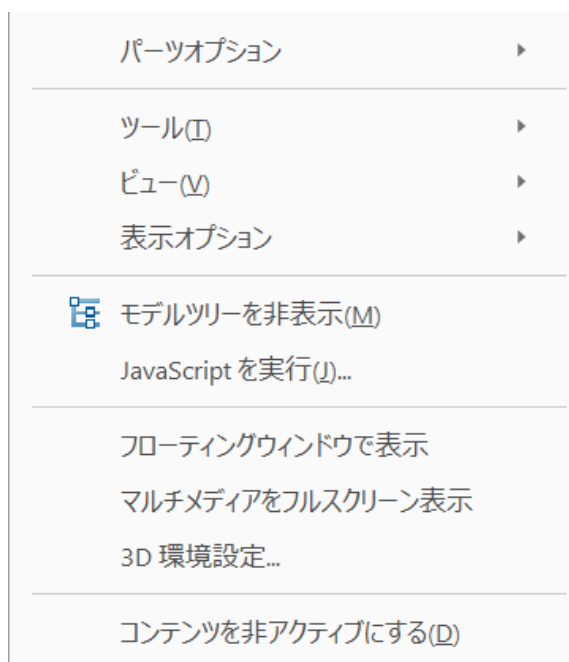 パーツオプション
ツール(T)
ビュー(V)
表示オプション
モデルツリーを非表示(M)
JavaScript を実行(J)...
フローティングウィンドウで表示
マルチメディアをフルスクリーン表示
3D 環境設定...
コンテンツを非アクティブにする(D)